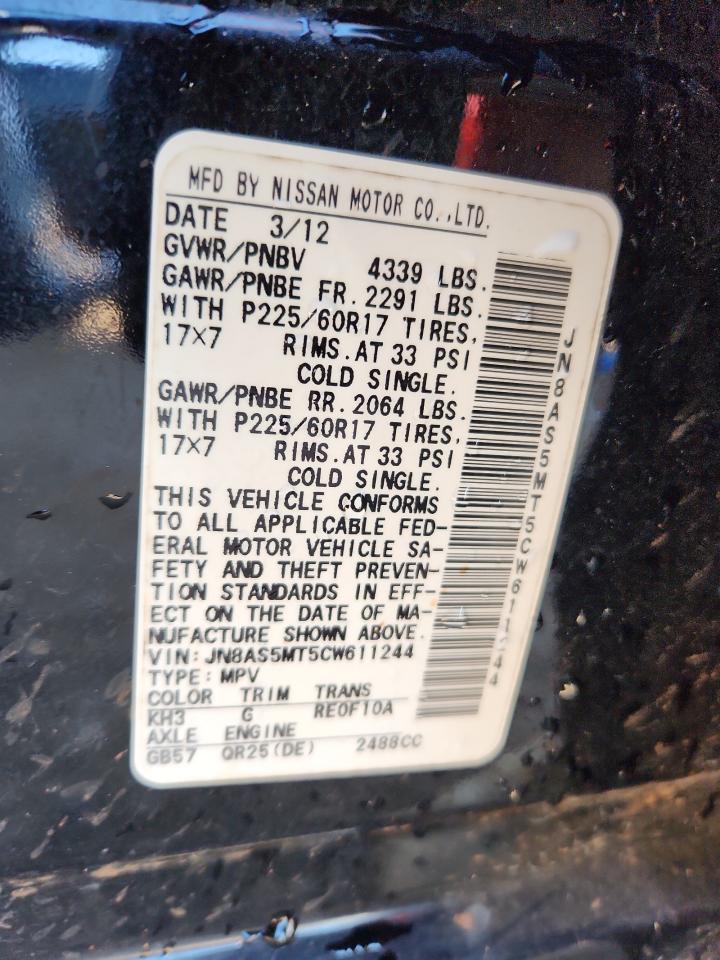 MFD BY NISSAN MOTOR CO.,LTD.
DATE 3/12
GVWR/PNBV 4339 LBS.
GAWR/PNBE FR.2291 LBS.
WITH P225/60R17 TIRES,
17X7 RIMS.AT 33 PSI
COLD SINGLE.
GAWR/PNBE RR.2064 LBS.
WITH P225/60R17 TIRES,
17X7 RIMS.AT 33 PSI
COLD SINGLE.
THIS VEHICLE CONFORMS
TO ALL APPLICABLE FED-
ERAL MOTOR VEHICLE SA-
FETY AND THEFT PREVEN-
TION STANDARDS IN EFF-
ECT ON THE DATE OF MA-
NUFACTURE SHOWN ABOVE.
VIN:JN8AS5MT5CW611244
TYPE:MPV
COLOR TRIM TRANS
KH3 G RE0F10A
AXLE ENGINE
GB57 QR25(DE) 2488CC
JN8AS5MT5CW611244